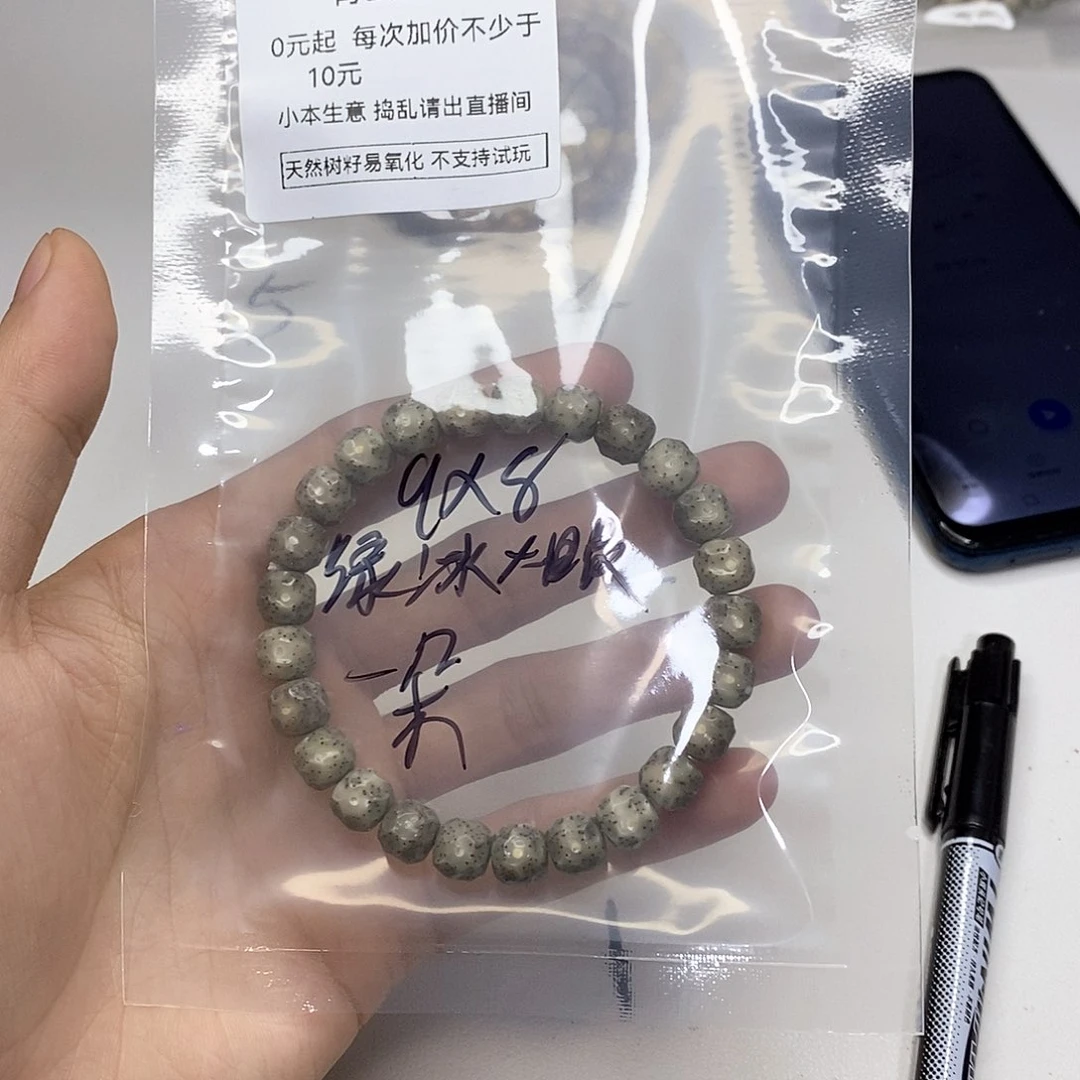 0元起 每次加价不少于
10元
小本生意 捣乱请出直播间
天然树籽易氧化 不支持试玩
9X8
绿冰大眼
一朵